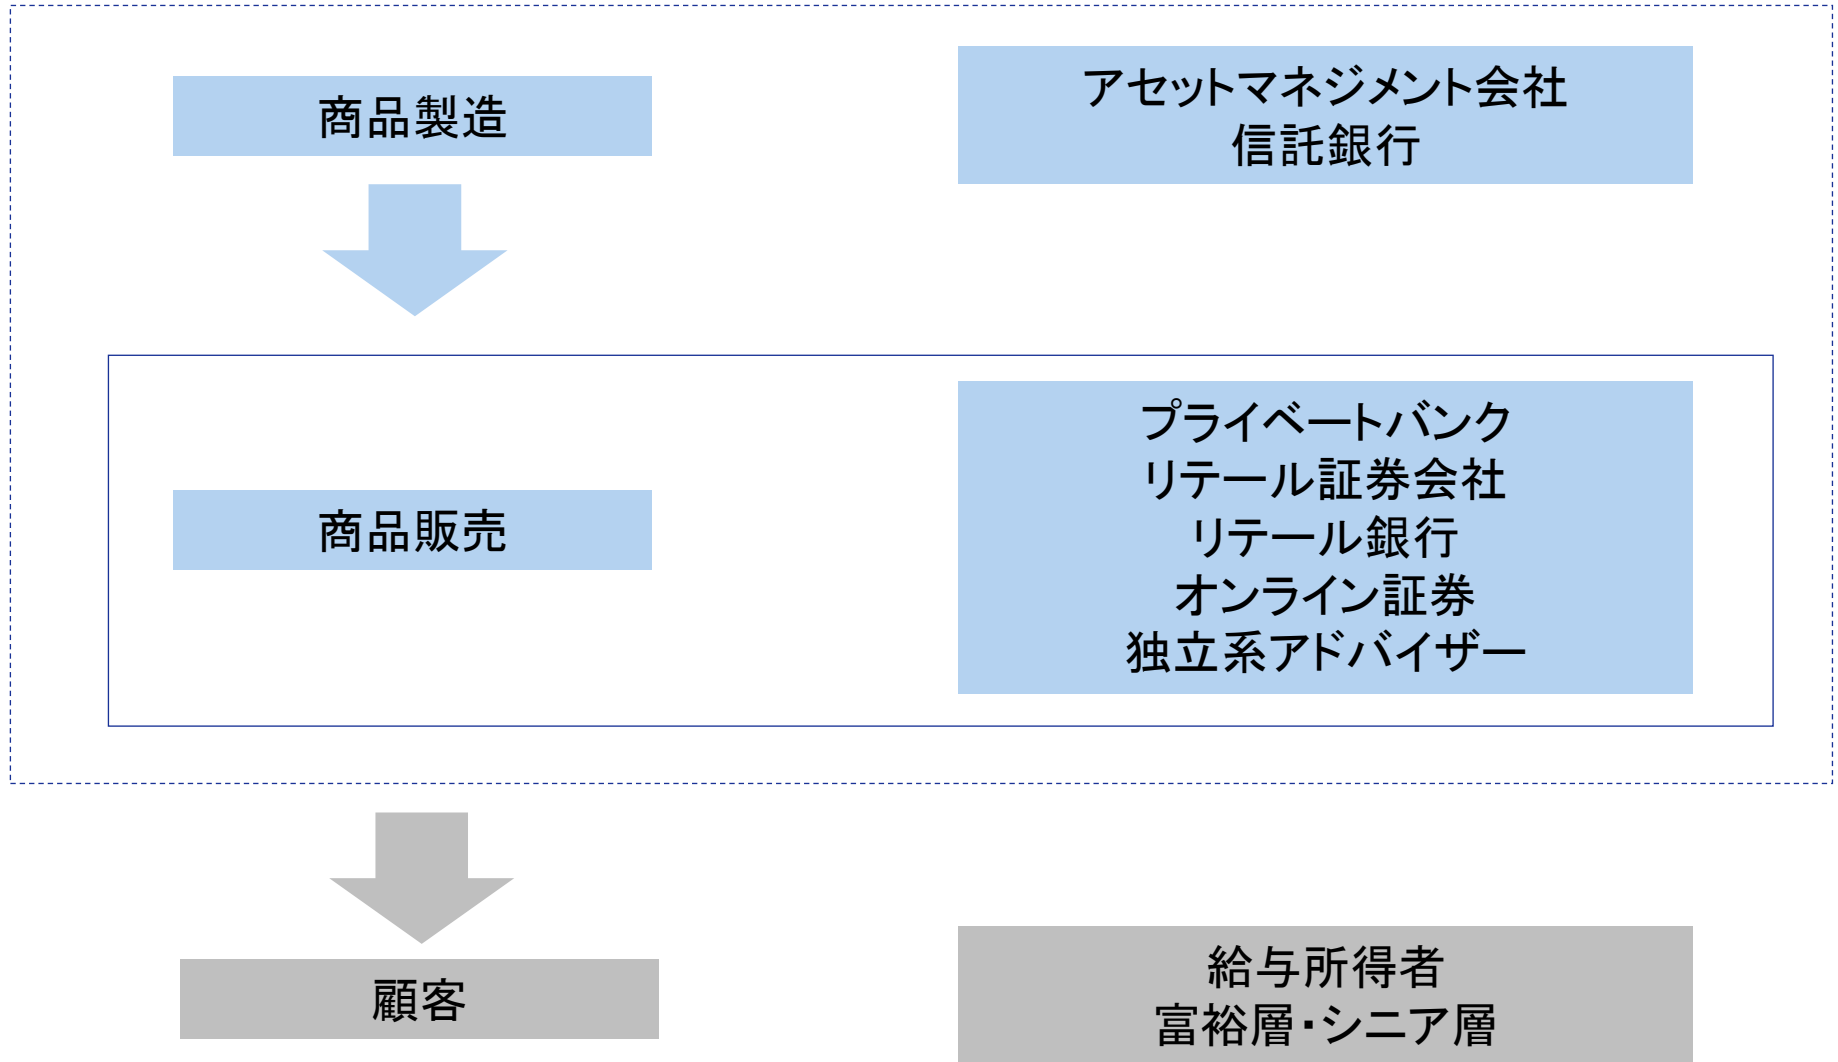 商品製造
アセットマネジメント会社
信託銀行
商品販売
プライベートバンク
リテール証券会社
リテール銀行
オンライン証券
独立系アドバイザー
顧客
給与所得者
富裕層・シニア層